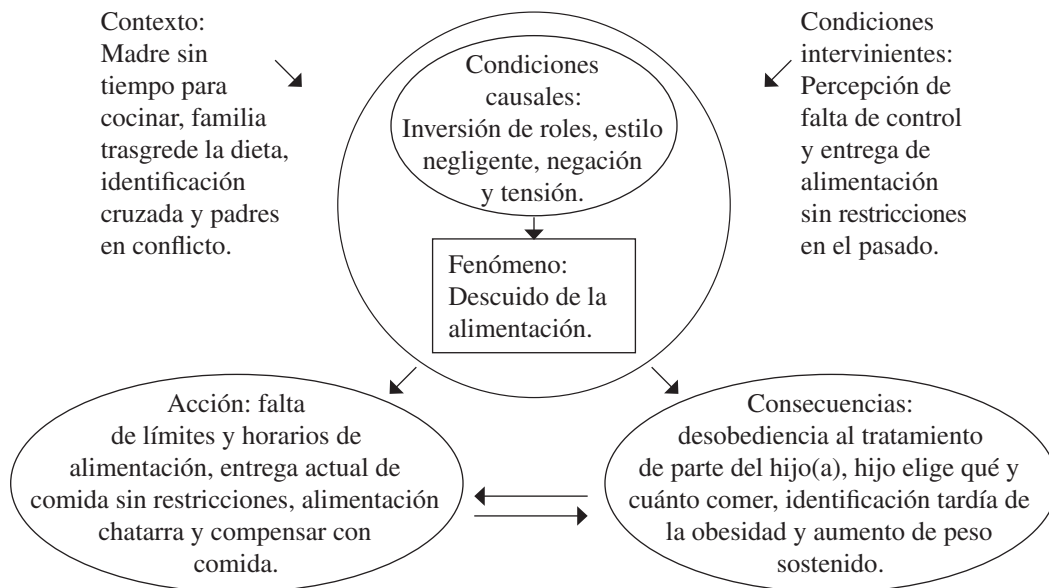 Contexto:
Madre sin
tiempo para
cocinar, familia
trasgrede la dieta,
identificación
cruzada y padres
en conflicto.
Condiciones
causales:
Inversión de roles, estilo
negligente, negación
y tensión.
Condiciones
intervinientes:
Percepción de
falta de control
y entrega de
alimentación
sin restricciones
en el pasado.
Fenómeno:
Descuido de la
alimentación.
Acción: falta
de límites y horarios de
alimentación, entrega actual de
comida sin restricciones, alimentación
chatarra y compensar con
comida.
Consecuencias:
desobediencia al tratamiento
de parte del hijo(a), hijo elige qué y
cuánto comer, identificación tardía de
la obesidad y aumento de peso
sostenido.